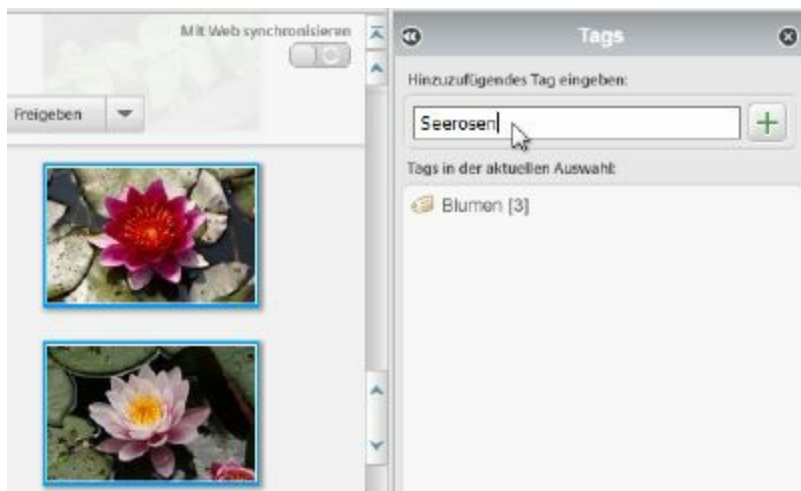 Mit Web synchronisieren
Freigeben
Tags
Hinzuzufügendes Tag eingeben:
Seerosen
Tags in der aktuellen Auswahl:
Blumen [3]